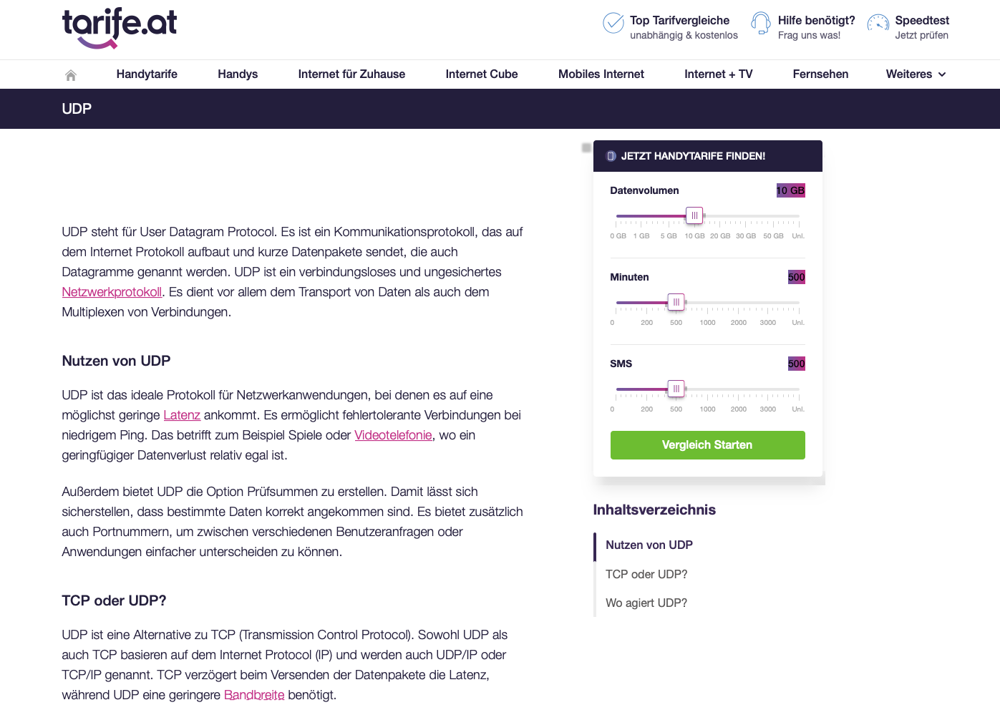 tarife.at
Top Tarifvergleiche
unabhängig & kostenlos
Hilfe benötigt?
Frag uns was!
Speedtest
Jetzt prüfen
Handytarife Handys Internet für Zuhause Internet Cube Mobiles Internet Internet + TV Fernsehen Weiteres
UDP
UDP steht für User Datagram Protocol. Es ist ein Kommunikationsprotokoll, das auf
dem Internet Protokoll aufbaut und kurze Datenpakete sendet, die auch
Datagramme genannt werden. UDP ist ein verbindungsloses und ungesichertes
Netzwerkprotokoll. Es dient vor allem dem Transport von Daten als auch dem
Multiplexen von Verbindungen.
Nutzen von UDP
UDP ist das ideale Protokoll für Netzwerkanwendungen, bei denen es auf eine
möglichst geringe Latenz ankommt. Es ermöglicht fehlertolerante Verbindungen bei
niedrigem Ping. Das betrifft zum Beispiel Spiele oder Videotelefonie, wo ein
geringfügiger Datenverlust relativ egal ist.
Außerdem bietet UDP die Option Prüfsummen zu erstellen. Damit lässt sich
sicherstellen, dass bestimmte Daten korrekt angekommen sind. Es bietet zusätzlich
auch Portnummern, um zwischen verschiedenen Benutzeranfragen oder
Anwendungen einfacher unterscheiden zu können.
TCP oder UDP?
UDP ist eine Alternative zu TCP (Transmission Control Protocol). Sowohl UDP als
auch TCP basieren auf dem Internet Protocol (IP) und werden auch UDP/IP oder
TCP/IP genannt. TCP verzögert beim Versenden der Datenpakete die Latenz,
während UDP eine geringere Bandbreite benötigt.
JETZT HANDYTARIFE FINDEN!
Datenvolumen 10 GB
0 GB 1 GB 5 GB 10 GB 20 GB 30 GB 50 GB Unl.
Minuten 500
0 200 500 1000 2000 3000 Unl.
SMS 500
0 200 500 1000 2000 3000 Unl.
Vergleich Starten
Inhaltsverzeichnis
Nutzen von UDP
TCP oder UDP?
Wo agiert UDP?